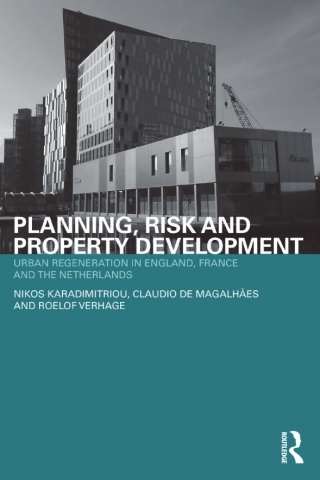 PLANNING, RISK AND
PROPERTY DEVELOPMENT
URBAN REGENERATION IN ENGLAND, FRANCE
AND THE NETHERLANDS
NIKOS KARADIMITRIOU, CLAUDIO DE MAGALHÃES
AND ROELOF VERHAGE
ROUTLEDGE